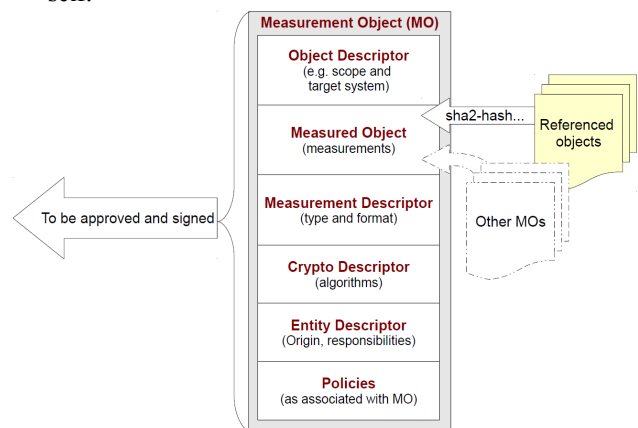 self.
Measurement Object (MO)
Object Descriptor
(e.g. scope and
target system)
sha2-hash...
Referenced
objects
Measured Object
(measurements)
To be approved and signed
Measurement Descriptor
(type and format)
Other MOs
Crypto Descriptor
(algorithms)
Entity Descriptor
(Origin, responsibilities)
Policies
(as associated with MO)